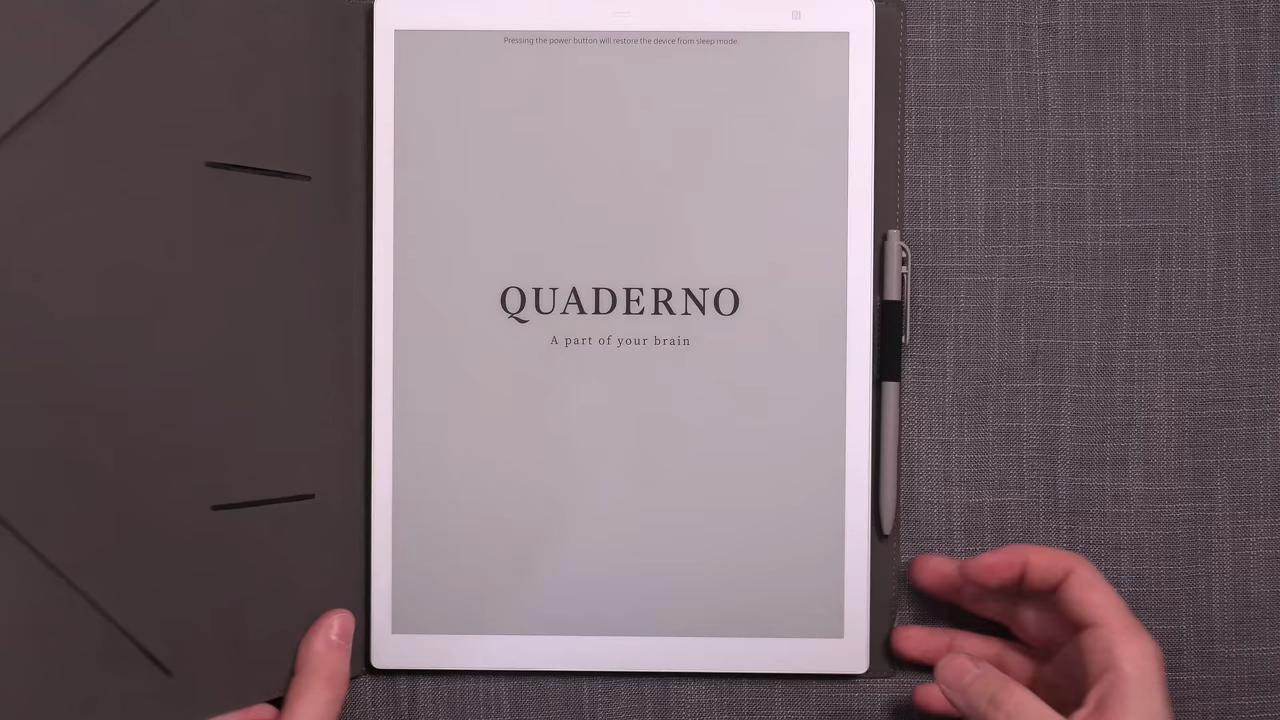 Pressing the power button will restore the device from sleep mode.
QUADERNO
A part of your brain